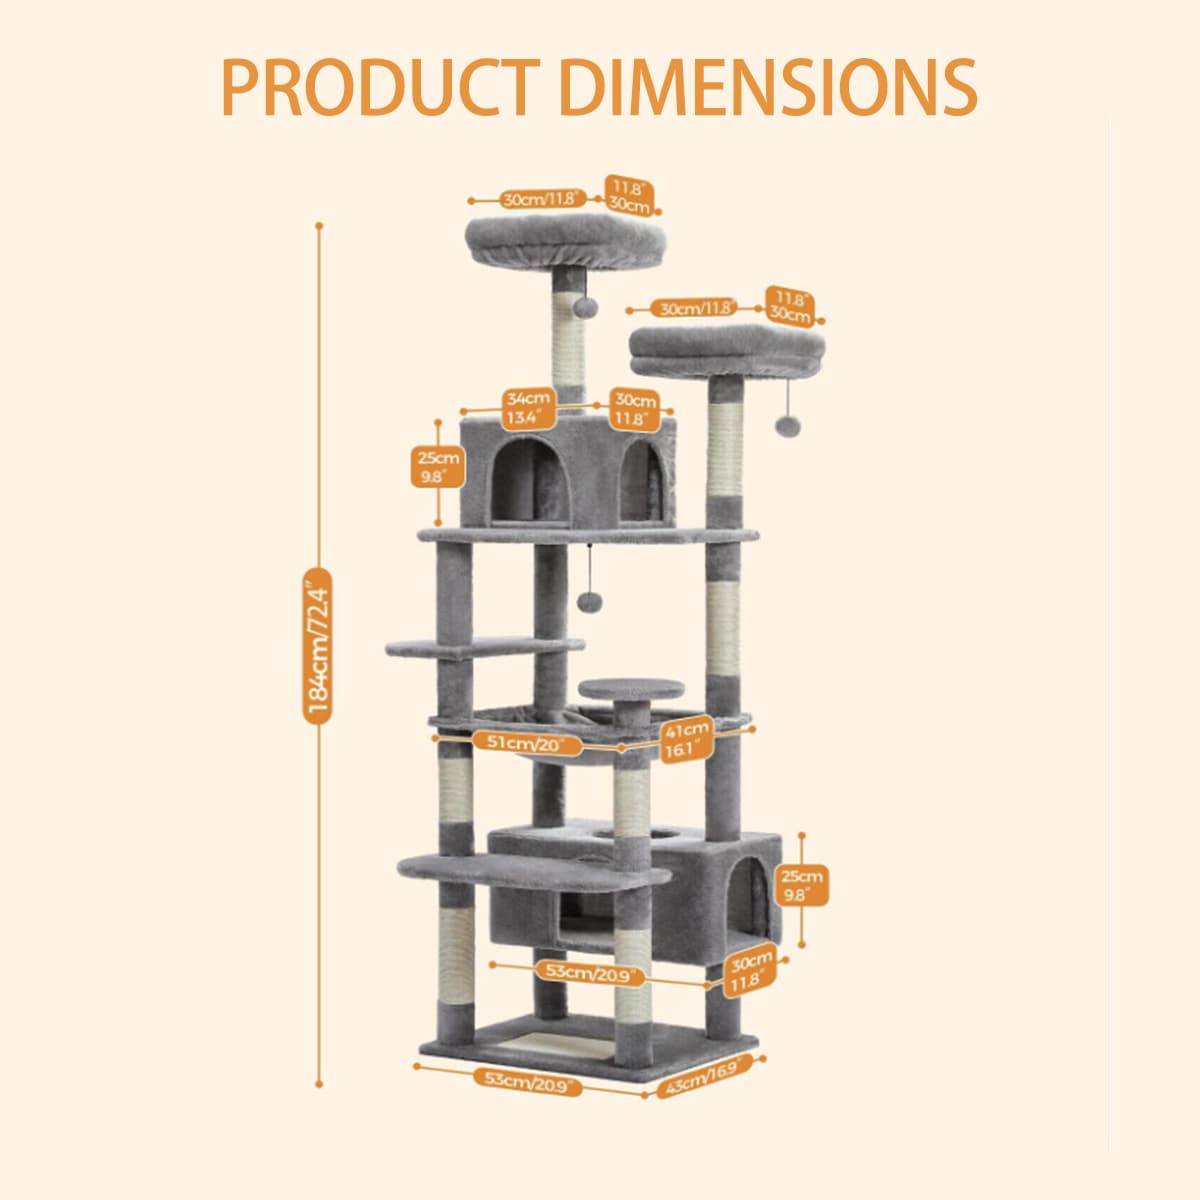 PRODUCT DIMENSIONS
30cm/11.8"
11.8"
30cm
30cm/11.8"
11.8"
30cm
34cm
13.4"
30cm
11.8"
25cm
9.8"
184cm/72.4"
51cm/20"
41cm
16.1"
25cm
9.8"
53cm/20.9"
30cm
11.8"
53cm/20.9"
43cm/16.9"